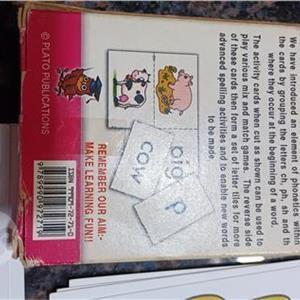 We have introduced an element of phonetics within
the cards by grouping the letters ch, ph, sh and th
where they occur at the beginning of a word.
The activity cards when cut as shown can be used to
play various mix and match games. The reverse side
of these cards then form a set of letter tiles for more
advanced spelling activities and to enable new words
to be made.
pig
p
cow
© PLATO PUBLICATIONS
REMEMBER OUR AIM:-
MAKE LEARNING FUN!!
ISBN